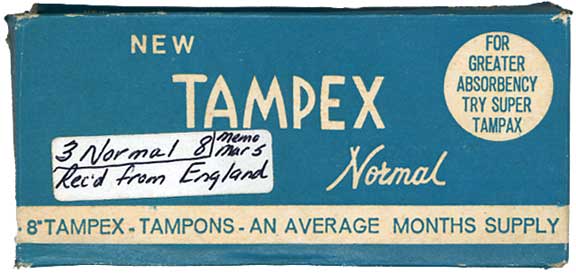 NEW
TAMPEX
Normal
FOR
GREATER
ABSORBENCY
TRY SUPER
TAMPAX
3 Normal 8 Memo
Mar 5
Rec'd from England
8" TAMPEX - TAMPONS - AN AVERAGE MONTHS SUPPLY